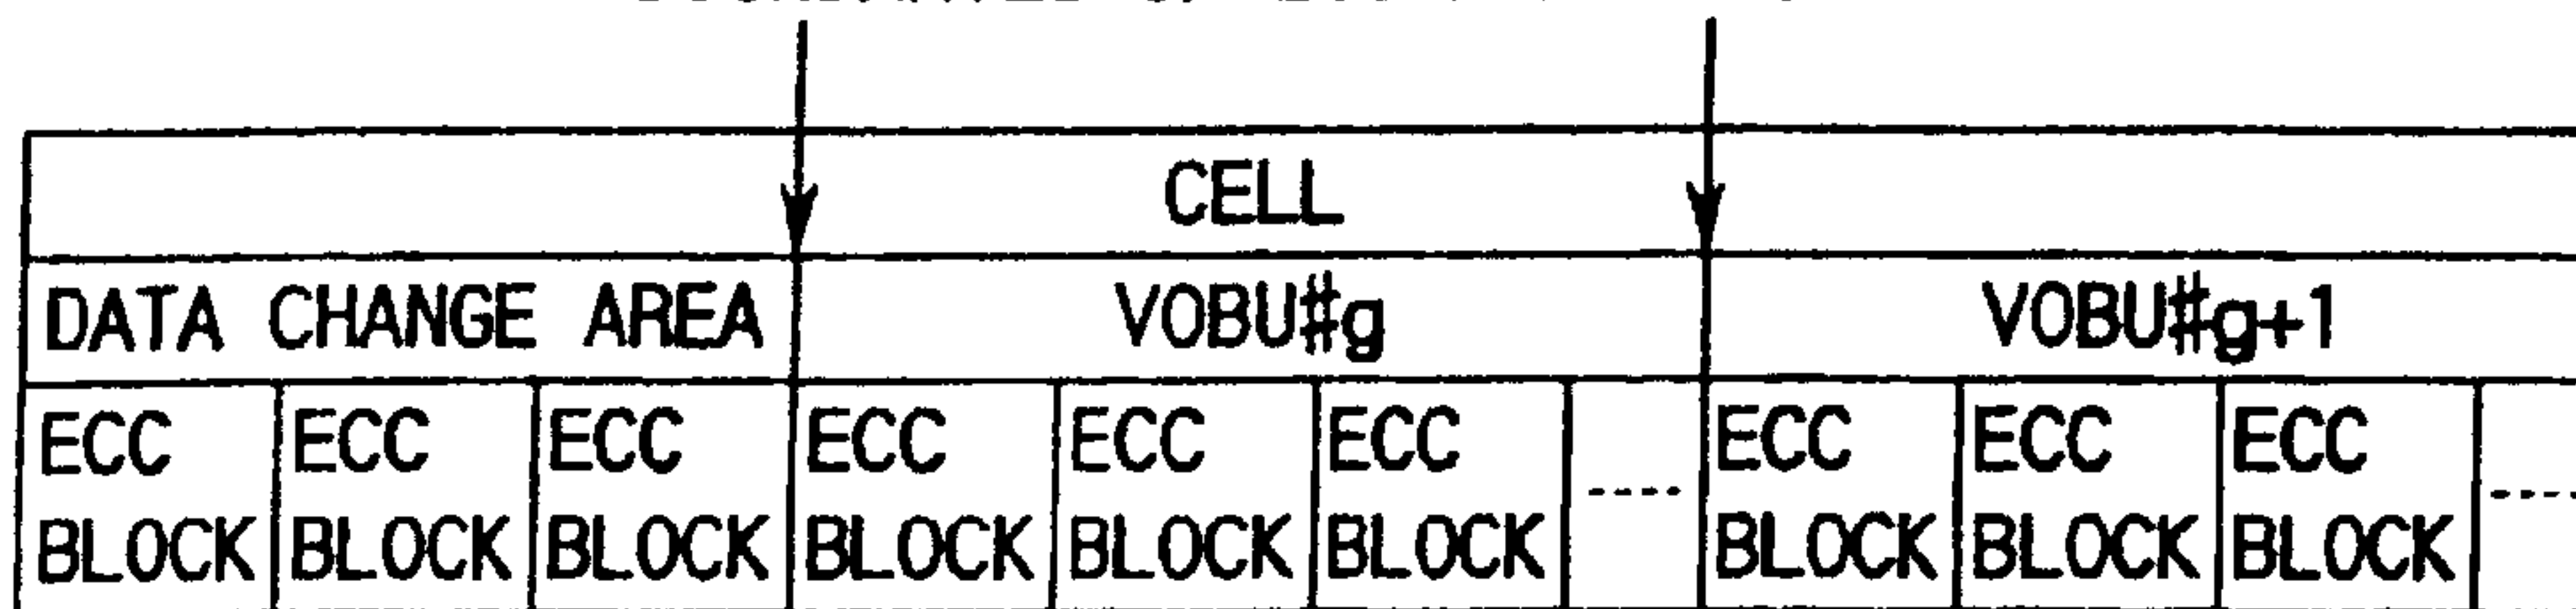 CELL
DATA CHANGE AREA VOBU#g VOBU#g+1
ECC ECC ECC ECC ECC ECC ECC ECC ECC
BLOCK BLOCK BLOCK BLOCK BLOCK BLOCK ---- BLOCK BLOCK BLOCK ----